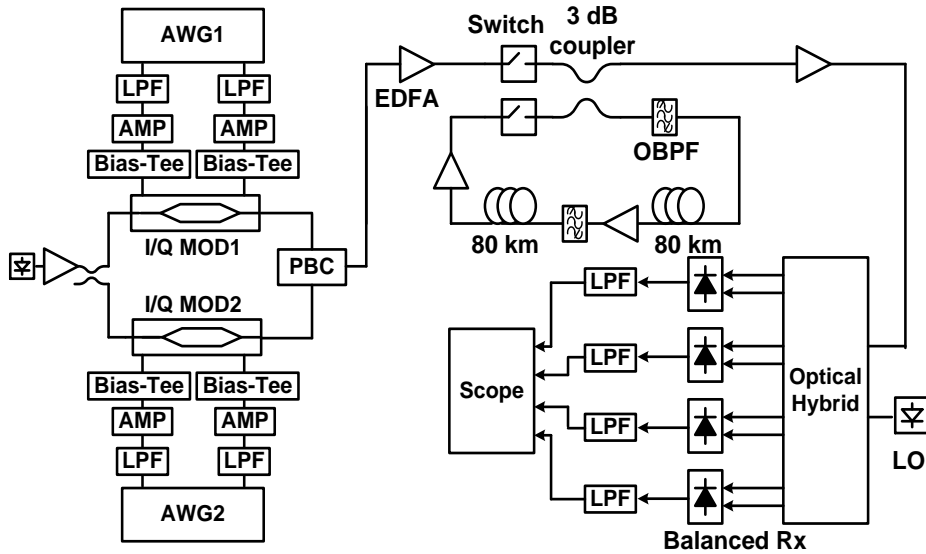 AWG1
LPF LPF
AMP AMP
Bias-Tee Bias-Tee
I/Q MOD1
PBC
I/Q MOD2
Bias-Tee Bias-Tee
AMP AMP
LPF LPF
AWG2
EDFA
Switch
3 dB
coupler
OBPF
80 km
80 km
LPF
LPF
LPF
LPF
Scope
Optical
Hybrid
LO
Balanced Rx